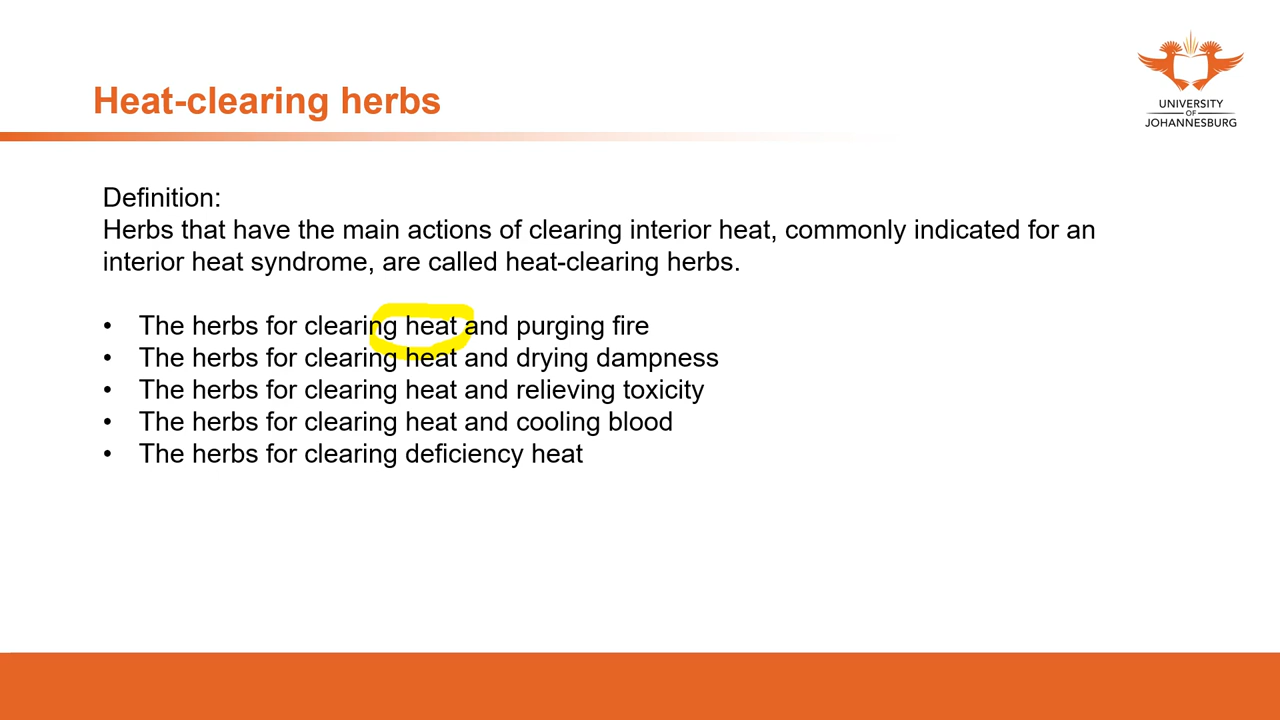 Heat-clearing herbs
UNIVERSITY
OF
JOHANNESBURG
Definition:
Herbs that have the main actions of clearing interior heat, commonly indicated for an
interior heat syndrome, are called heat-clearing herbs.
• The herbs for clearing heat and purging fire
• The herbs for clearing heat and drying dampness
• The herbs for clearing heat and relieving toxicity
• The herbs for clearing heat and cooling blood
• The herbs for clearing deficiency heat